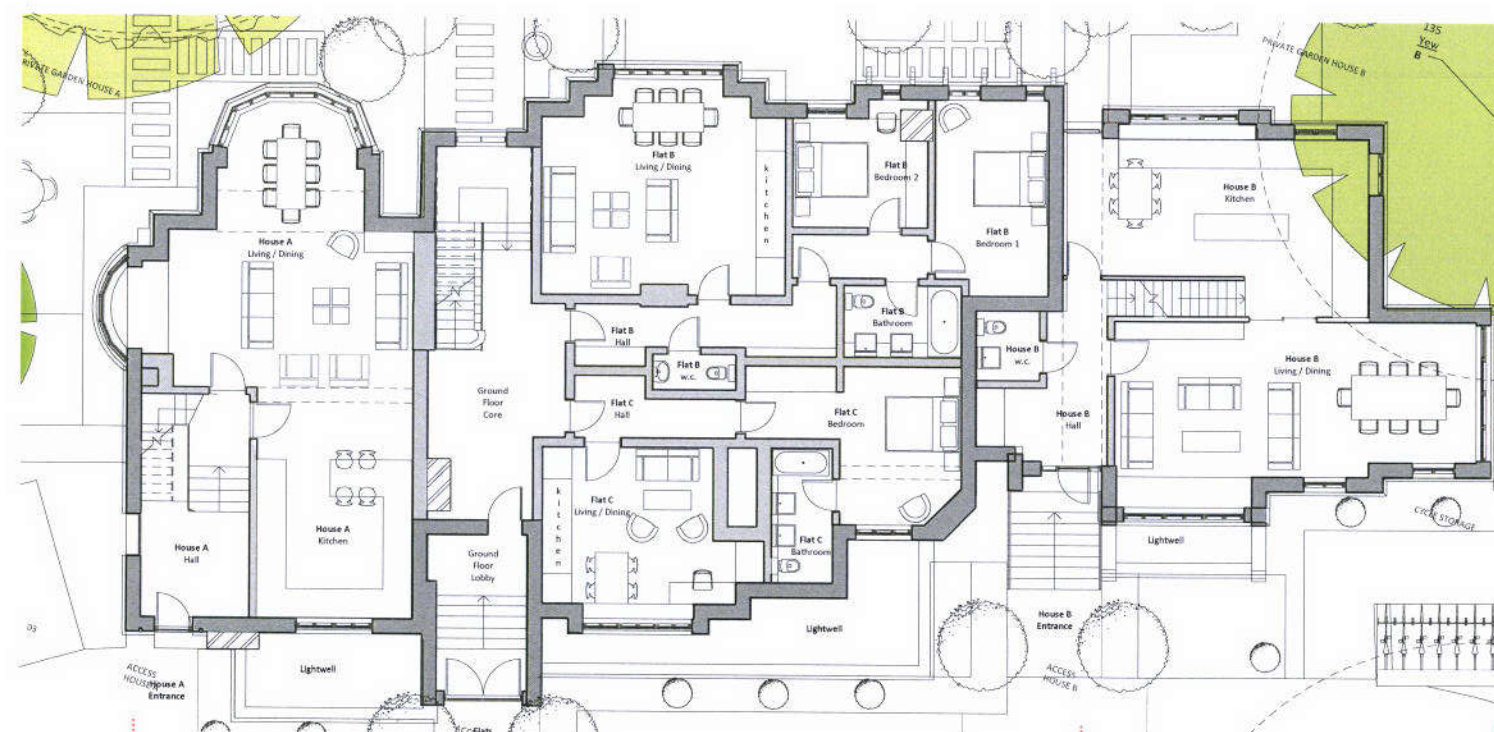 PRIVATE GARDEN HOUSE A
House A
Living / Dining
House A
Kitchen
House A
Hall
ACCESS
HOUSE
House A
Entrance
Lightwell
Ground
Floor
Core
Ground
Floor
Lobby
Flats
Flat B
Living / Dining
kitchen
Flat B
Bedroom 2
Flat B
Bedroom 1
Flat B
Hall
Flat B
w.c.
Flat B
Bathroom
Flat C
Hall
Flat C
Bedroom
Flat C
Living / Dining
kitchen
Flat C
Bathroom
Lightwell
135
Yew
B
PRIVATE GARDEN HOUSE B
House B
Kitchen
House B
w.c.
House B
Living / Dining
House B
Hall
Lightwell
House B
Entrance
ACCESS
HOUSE B
CYCLE STORAGE
D3